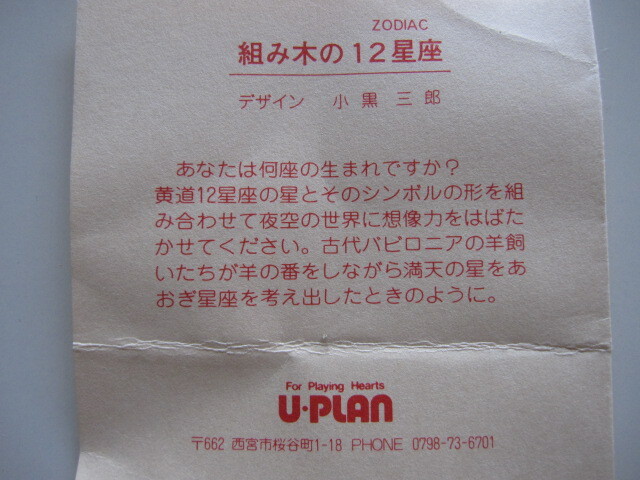 ZODIAC
組み木の12星座
デザイン 小黒三郎
あなたは何座の生まれですか?
黄道12星座の星とそのシンボルの形を組
み合わせて夜空の世界に想像力をはばた
かせてください。古代バビロニアの羊飼
いたちが羊の番をしながら満天の星をあ
おぎ星座を考え出したときのように。
For Playing Hearts
U·PLAN
〒662 西宮市桜谷町1-18 PHONE 0798-73-6701